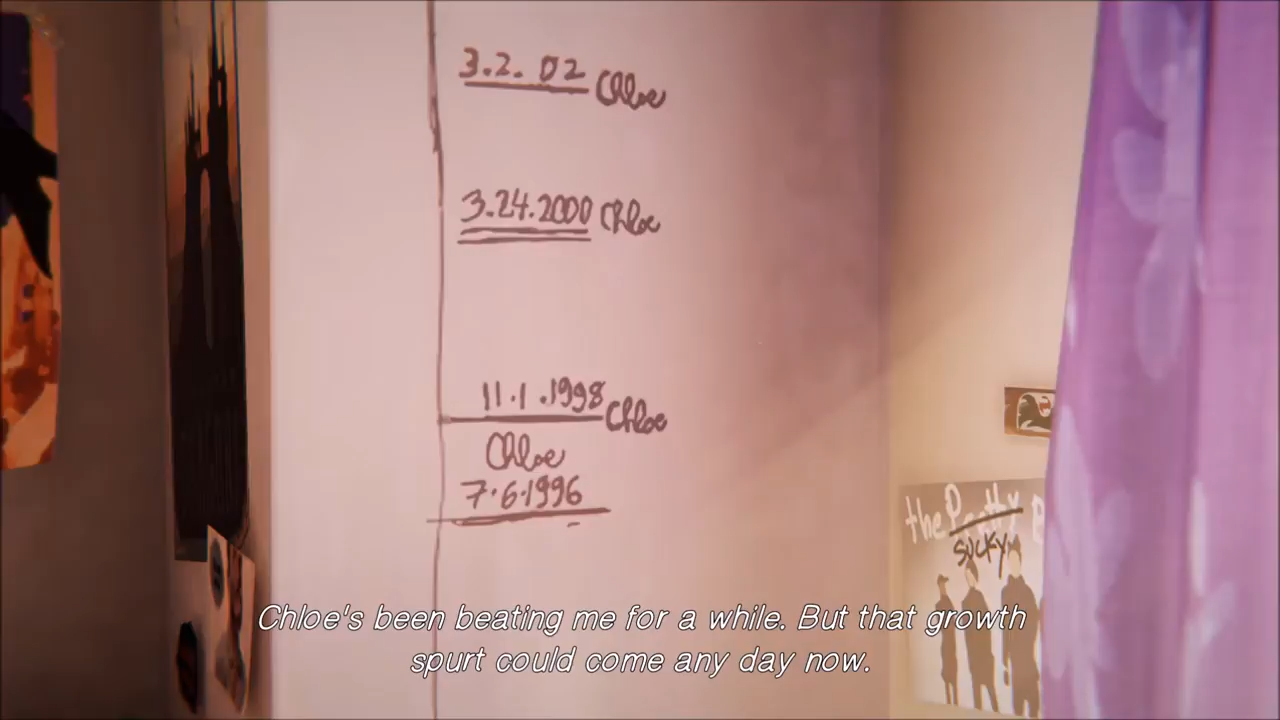 3.2.02 Chloe
3.24.2000 Chloe
11.1.1998 Chloe
Chloe
7.6.1996
the Pretty
SUCKY
Chloe's been beating me for a while. But that growth
spurt could come any day now.